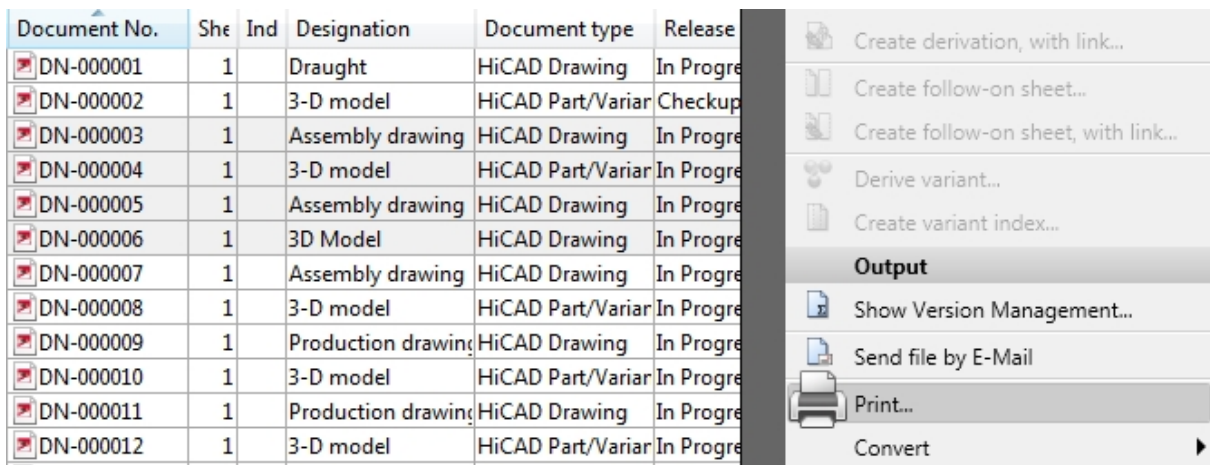 Document No. She Ind Designation Document type Release
DN-000001 1 Draught HiCAD Drawing In Progre
DN-000002 1 3-D model HiCAD Part/Varian Checkup
DN-000003 1 Assembly drawing HiCAD Drawing In Progre
DN-000004 1 3-D model HiCAD Part/Varian In Progre
DN-000005 1 Assembly drawing HiCAD Drawing In Progre
DN-000006 1 3D Model HiCAD Drawing In Progre
DN-000007 1 Assembly drawing HiCAD Drawing In Progre
DN-000008 1 3-D model HiCAD Part/Varian In Progre
DN-000009 1 Production drawing HiCAD Drawing In Progre
DN-000010 1 3-D model HiCAD Part/Varian In Progre
DN-000011 1 Production drawing HiCAD Drawing In Progre
DN-000012 1 3-D model HiCAD Part/Varian In Progre
Create derivation, with link...
Create follow-on sheet...
Create follow-on sheet, with link...
Derive variant...
Create variant index...
Output
Show Version Management...
Send file by E-Mail
Print...
Convert